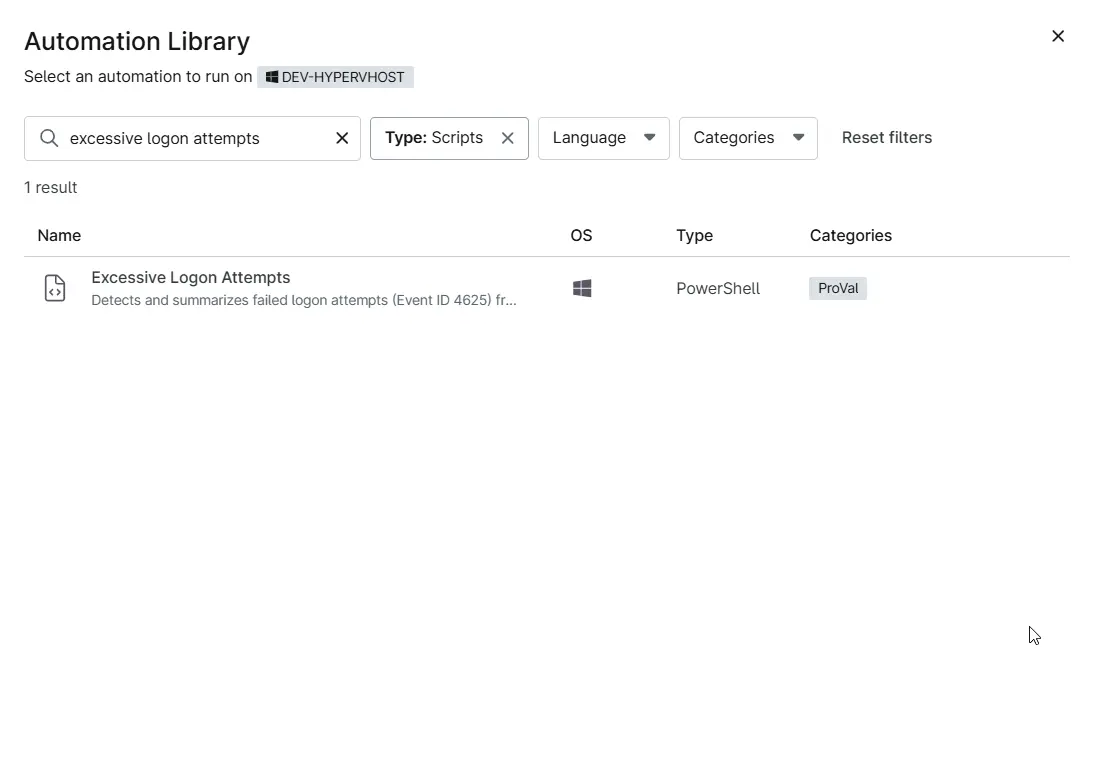 Automation Library
Select an automation to run on DEV-HYPERVHOST
excessive logon attempts Type: Scripts Language Categories Reset filters
1 result
Name OS Type Categories
Excessive Logon Attempts
Detects and summarizes failed logon attempts (Event ID 4625) fr...
PowerShell ProVal